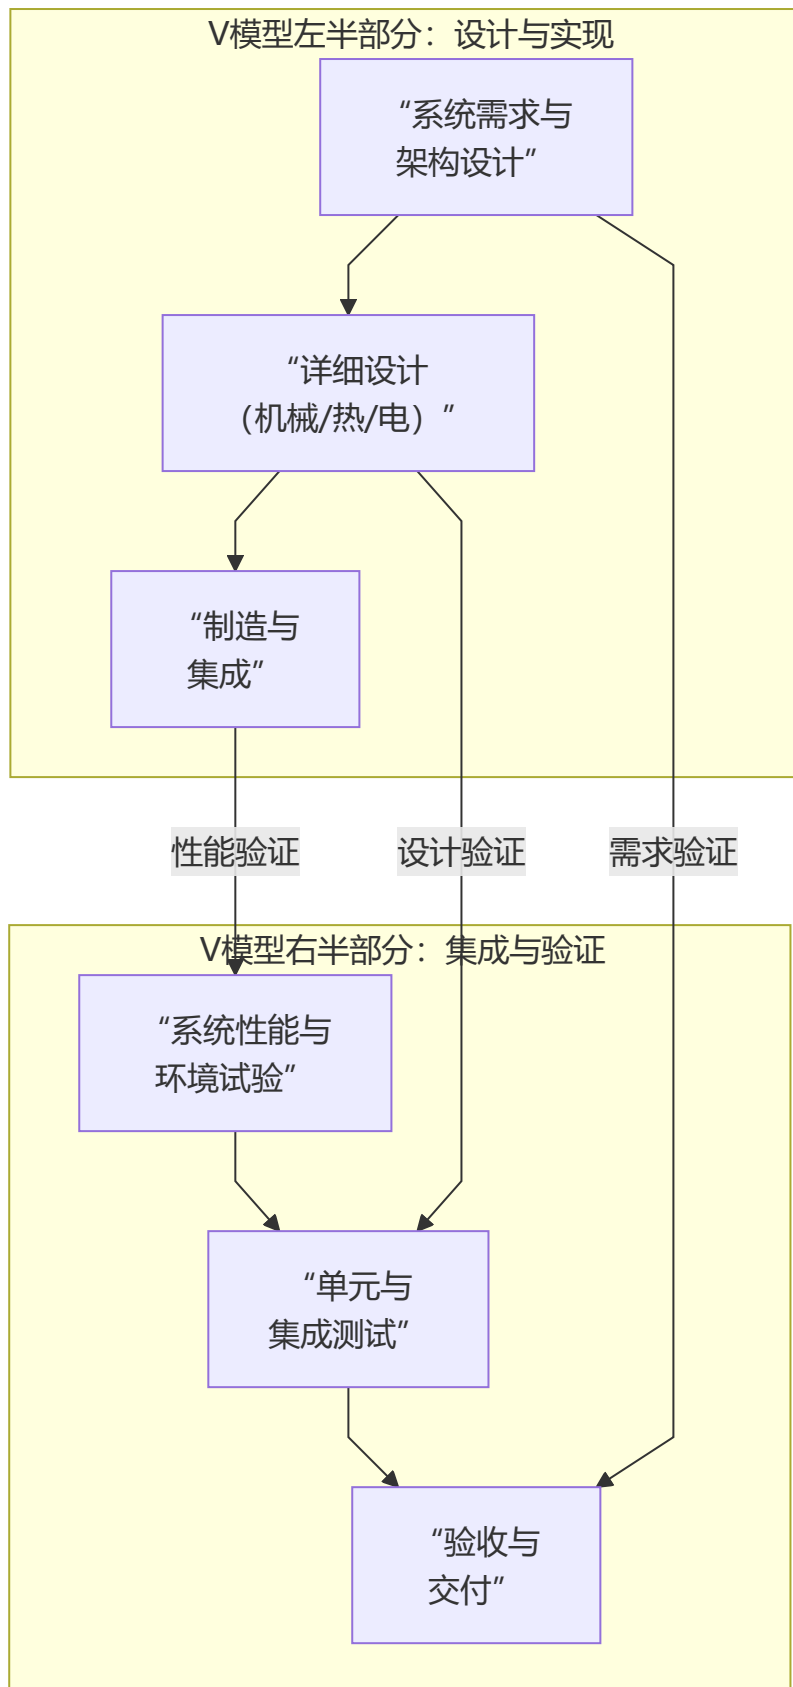 V模型左半部分：设计与实现
“系统需求与
架构设计”
“详细设计
（机械/热/电）”
“制造与
集成”
性能验证
设计验证
需求验证
V模型右半部分：集成与验证
“系统性能与
环境试验”
“单元与
集成测试”
“验收与
交付”